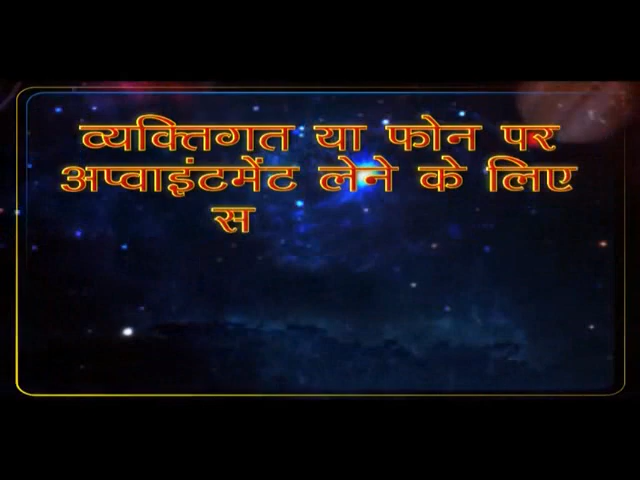 व्यक्तिगत या फोन पर
अप्वाइंटमेंट लेने के लिए
स